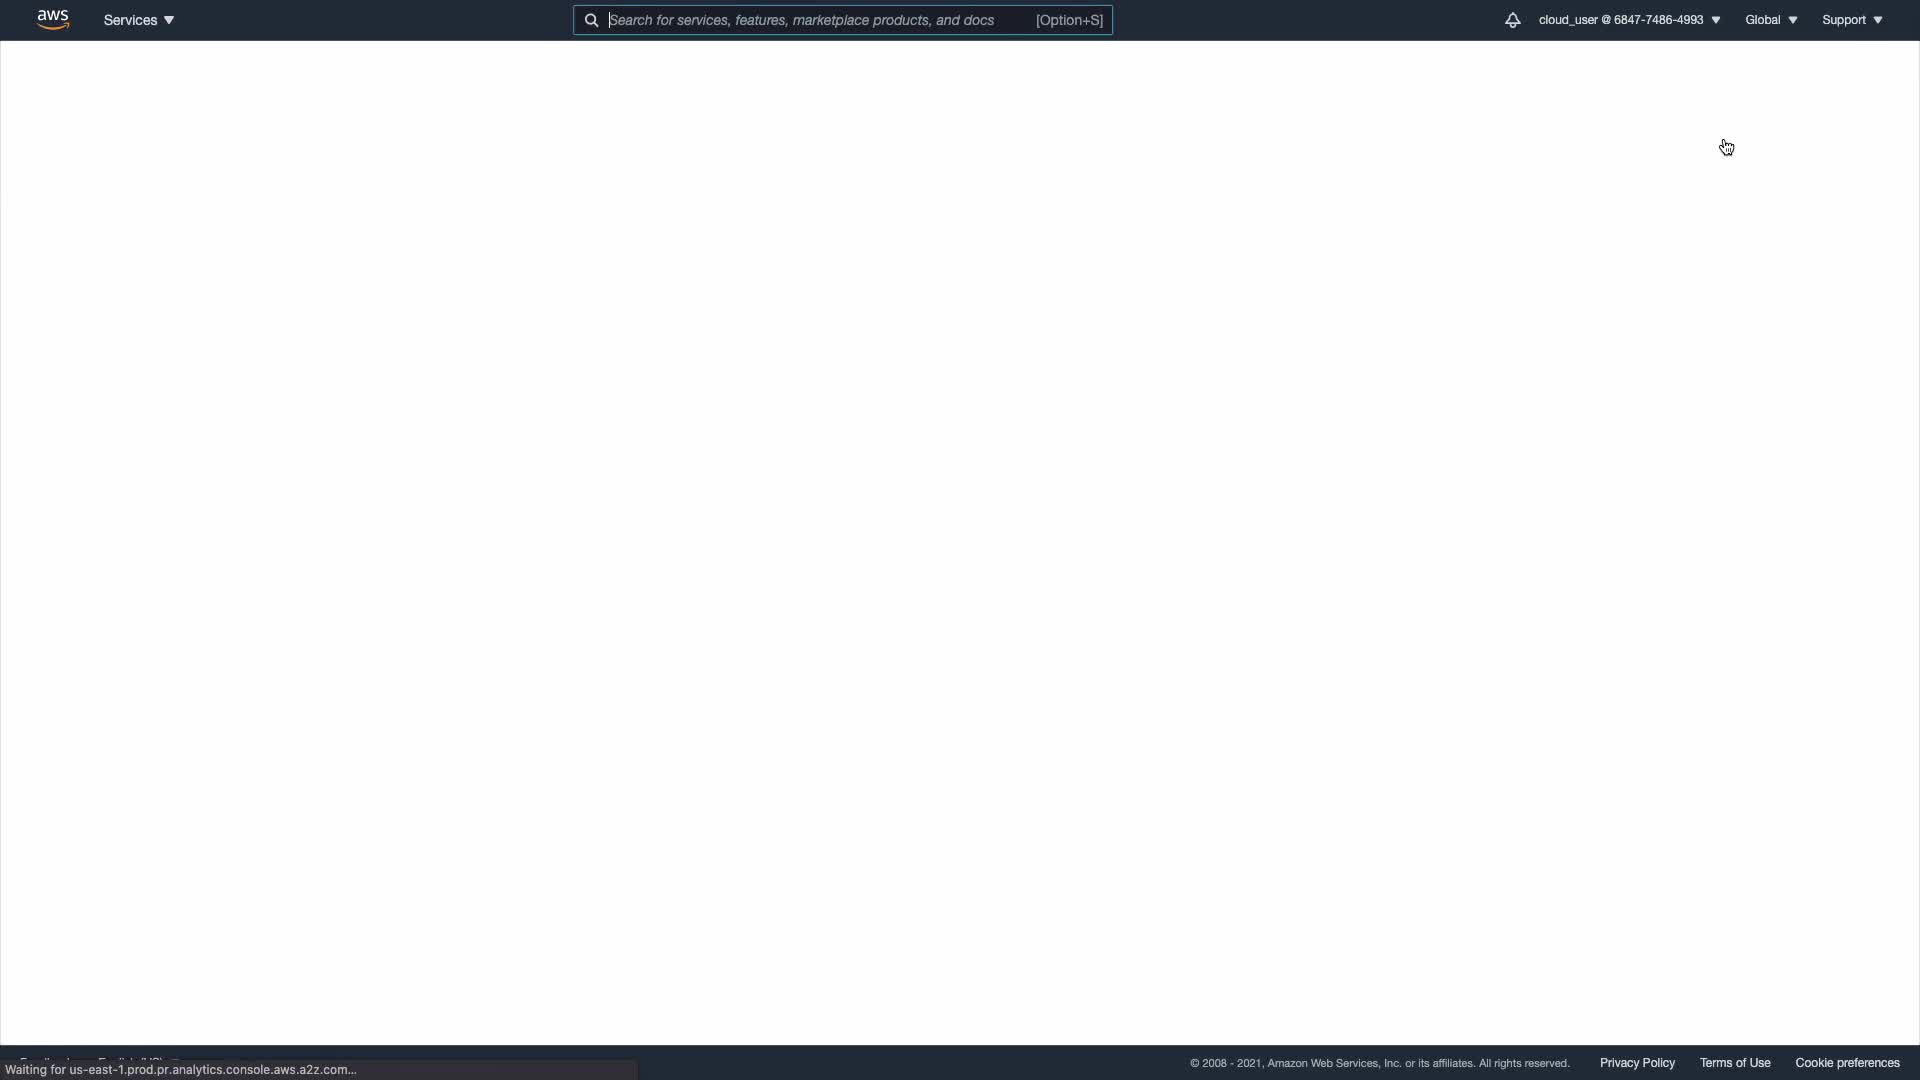 aws Services Search for services, features, marketplace products, and docs [Option+S] cloud_user @ 6847-7486-4993 Global Support
© 2008 - 2021, Amazon Web Services, Inc. or its affiliates. All rights reserved. Privacy Policy Terms of Use Cookie preferences
Waiting for us-east-1.prod.pr.analytics.console.aws.a2z.com...